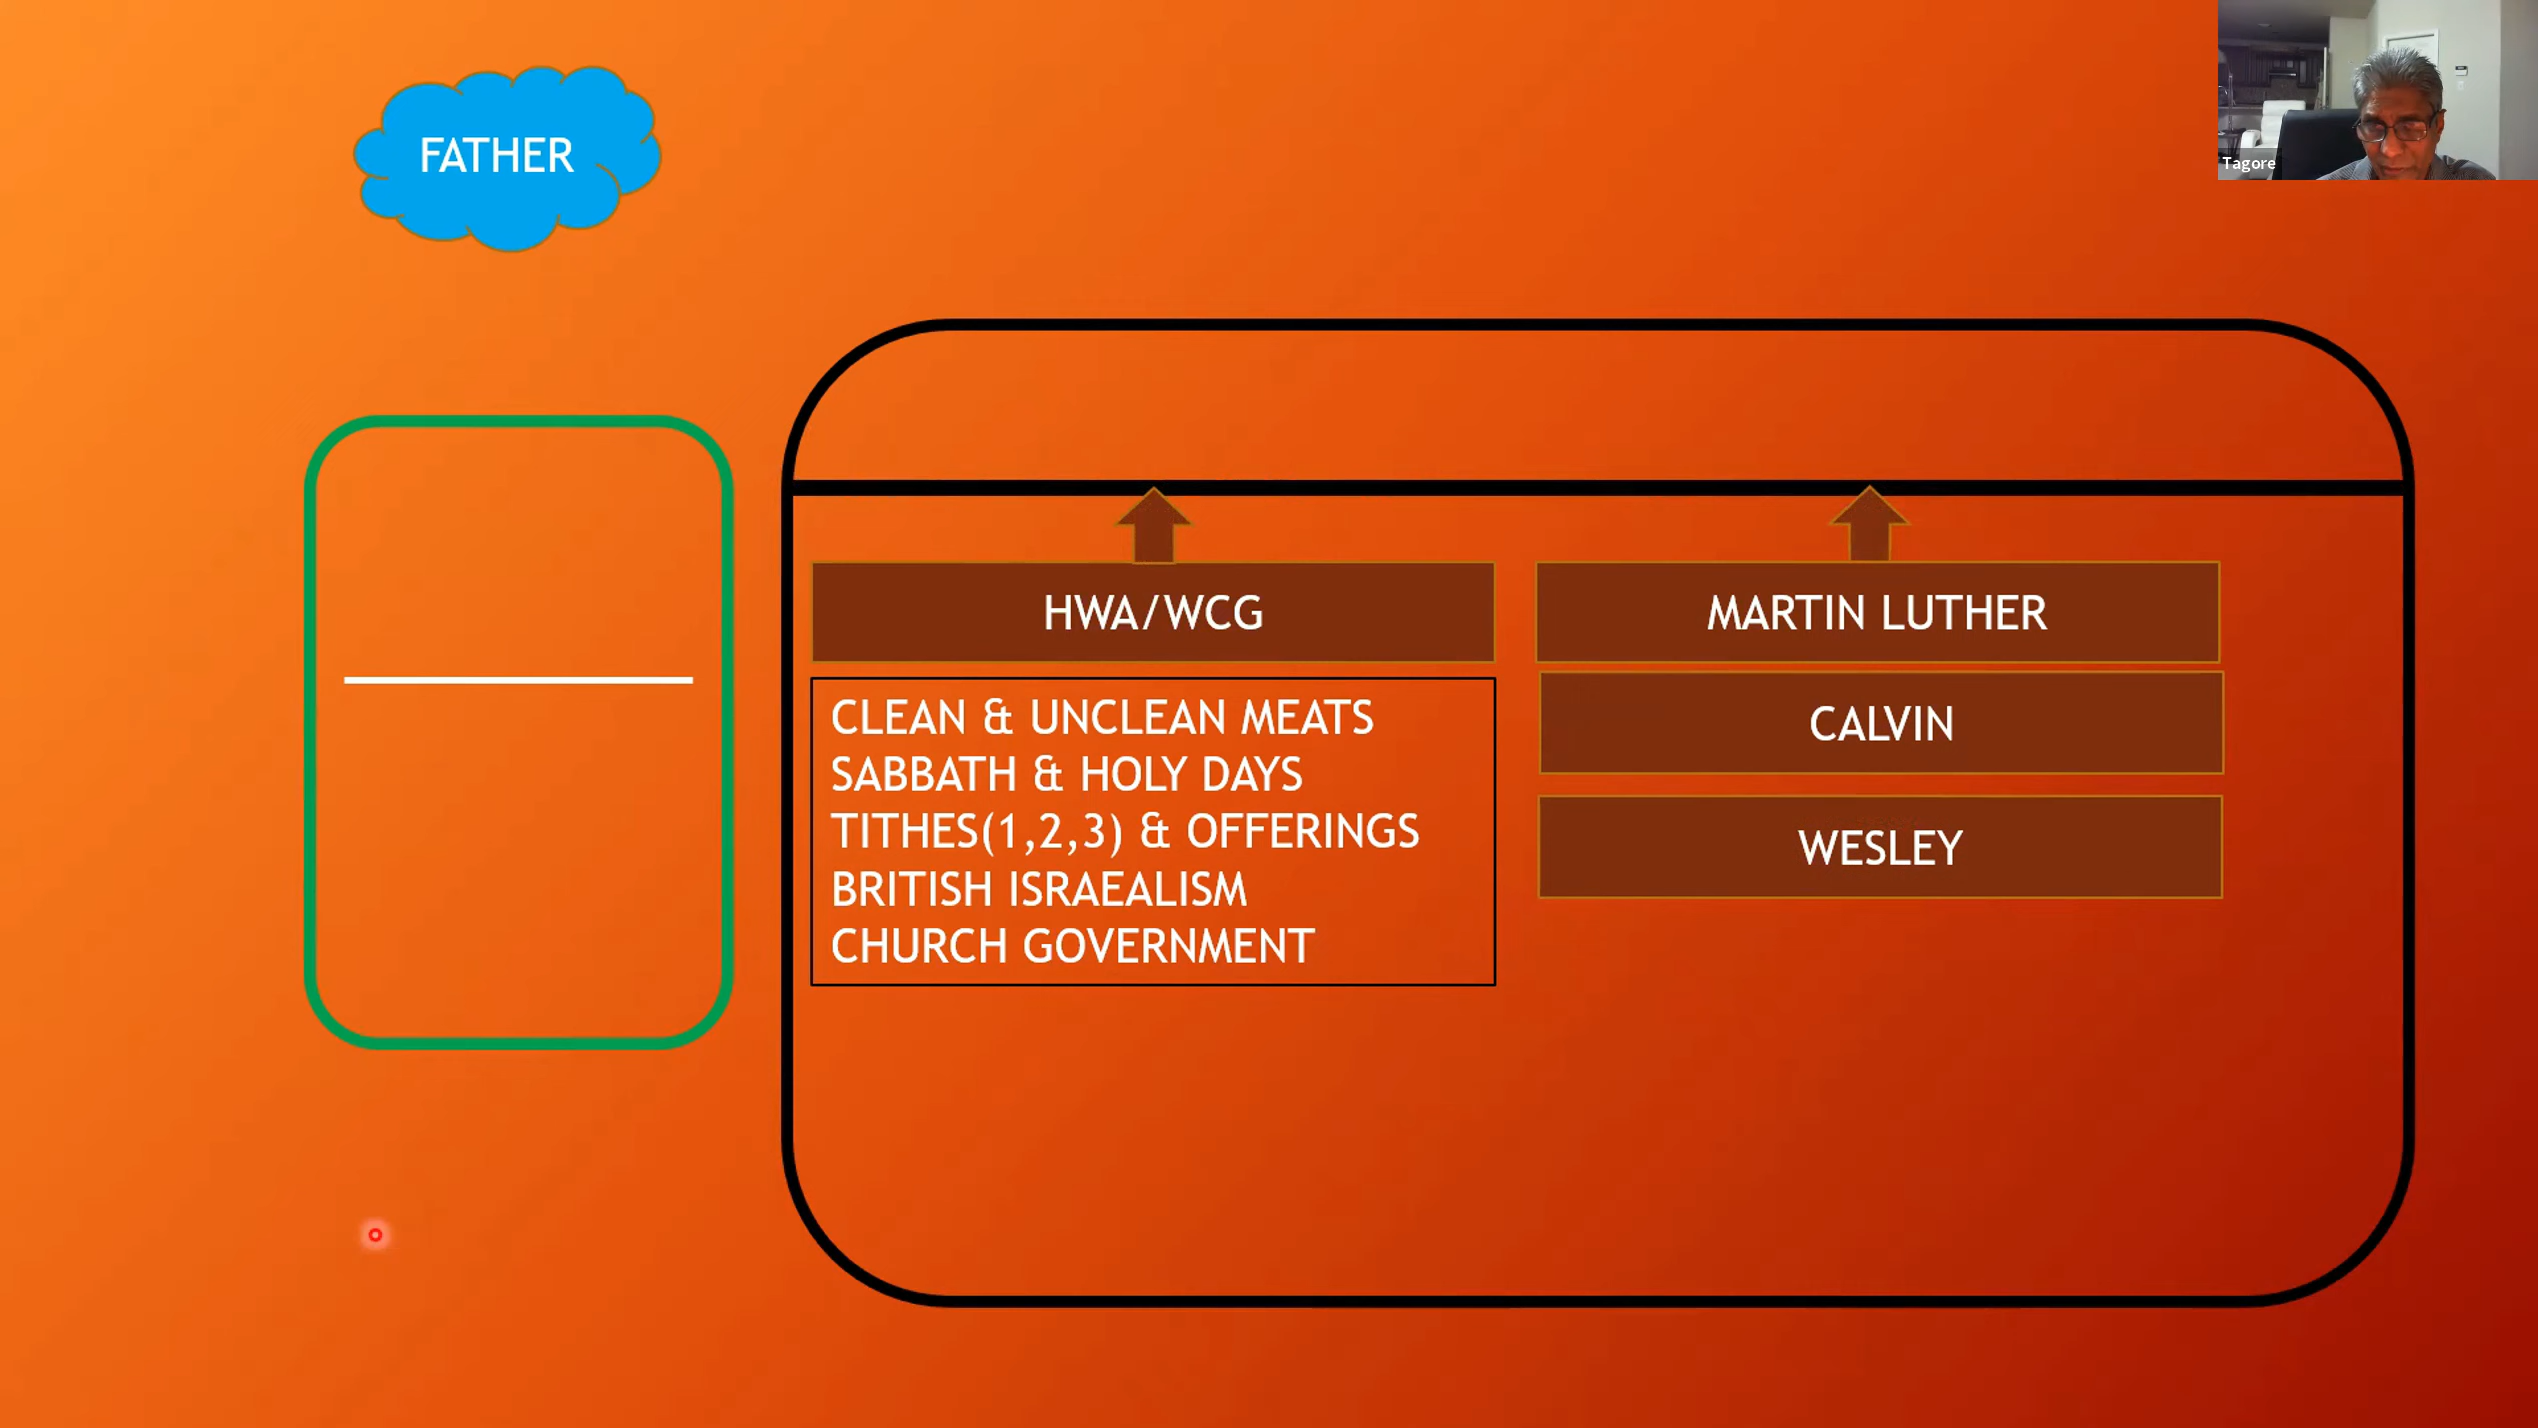 FATHER
Tagore
HWA/WCG
MARTIN LUTHER
CLEAN & UNCLEAN MEATS
SABBATH & HOLY DAYS
TITHES(1,2,3) & OFFERINGS
BRITISH ISRAEALISM
CHURCH GOVERNMENT
CALVIN
WESLEY